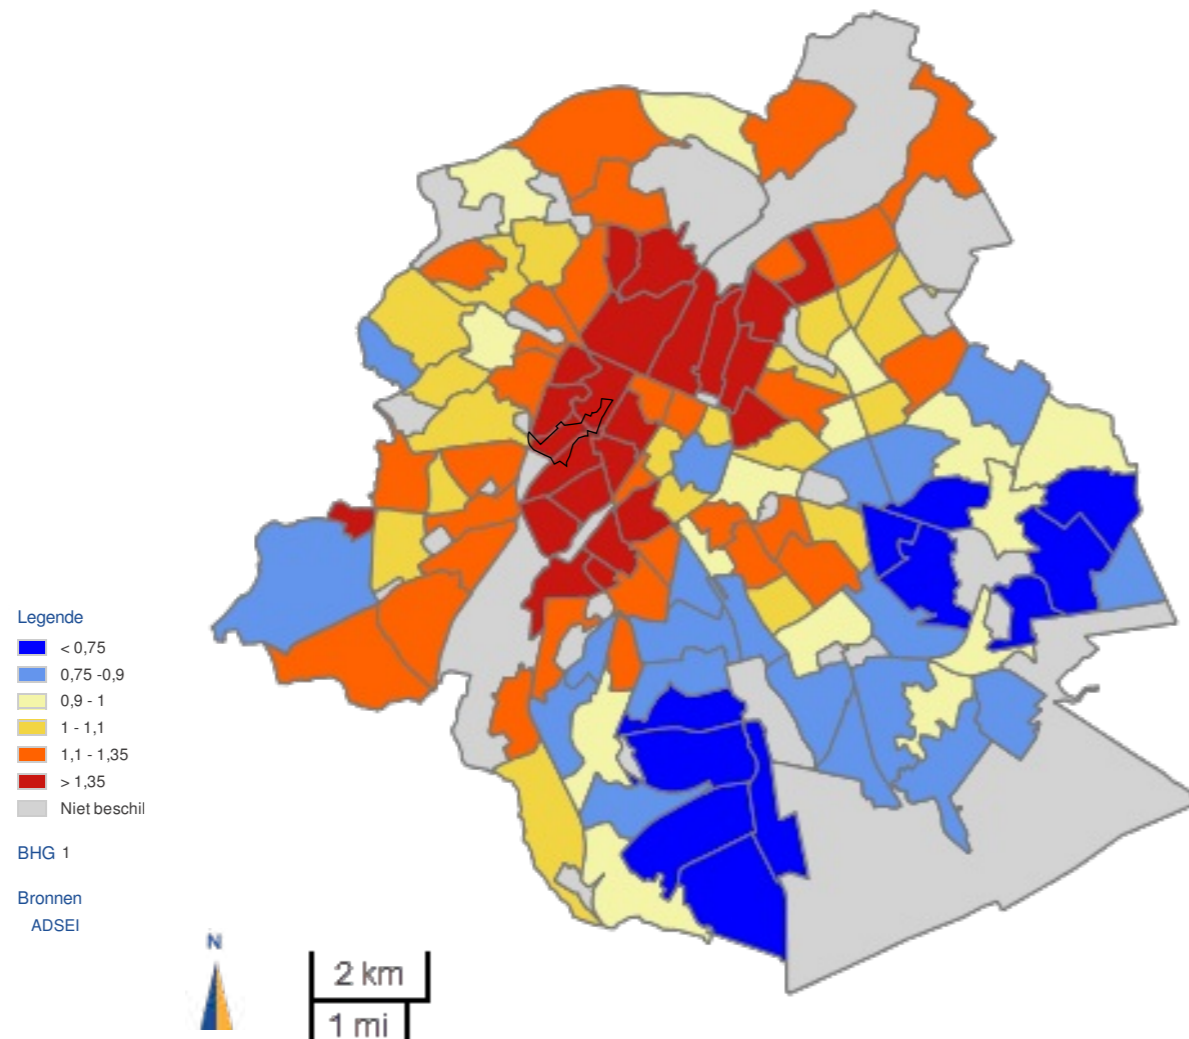 Legende
< 0,75
0,75 -0,9
0,9 - 1
1 - 1,1
1,1 - 1,35
> 1,35
Niet beschil
BHG 1
Bronnen
ADSEI
N
2 km
1 mi